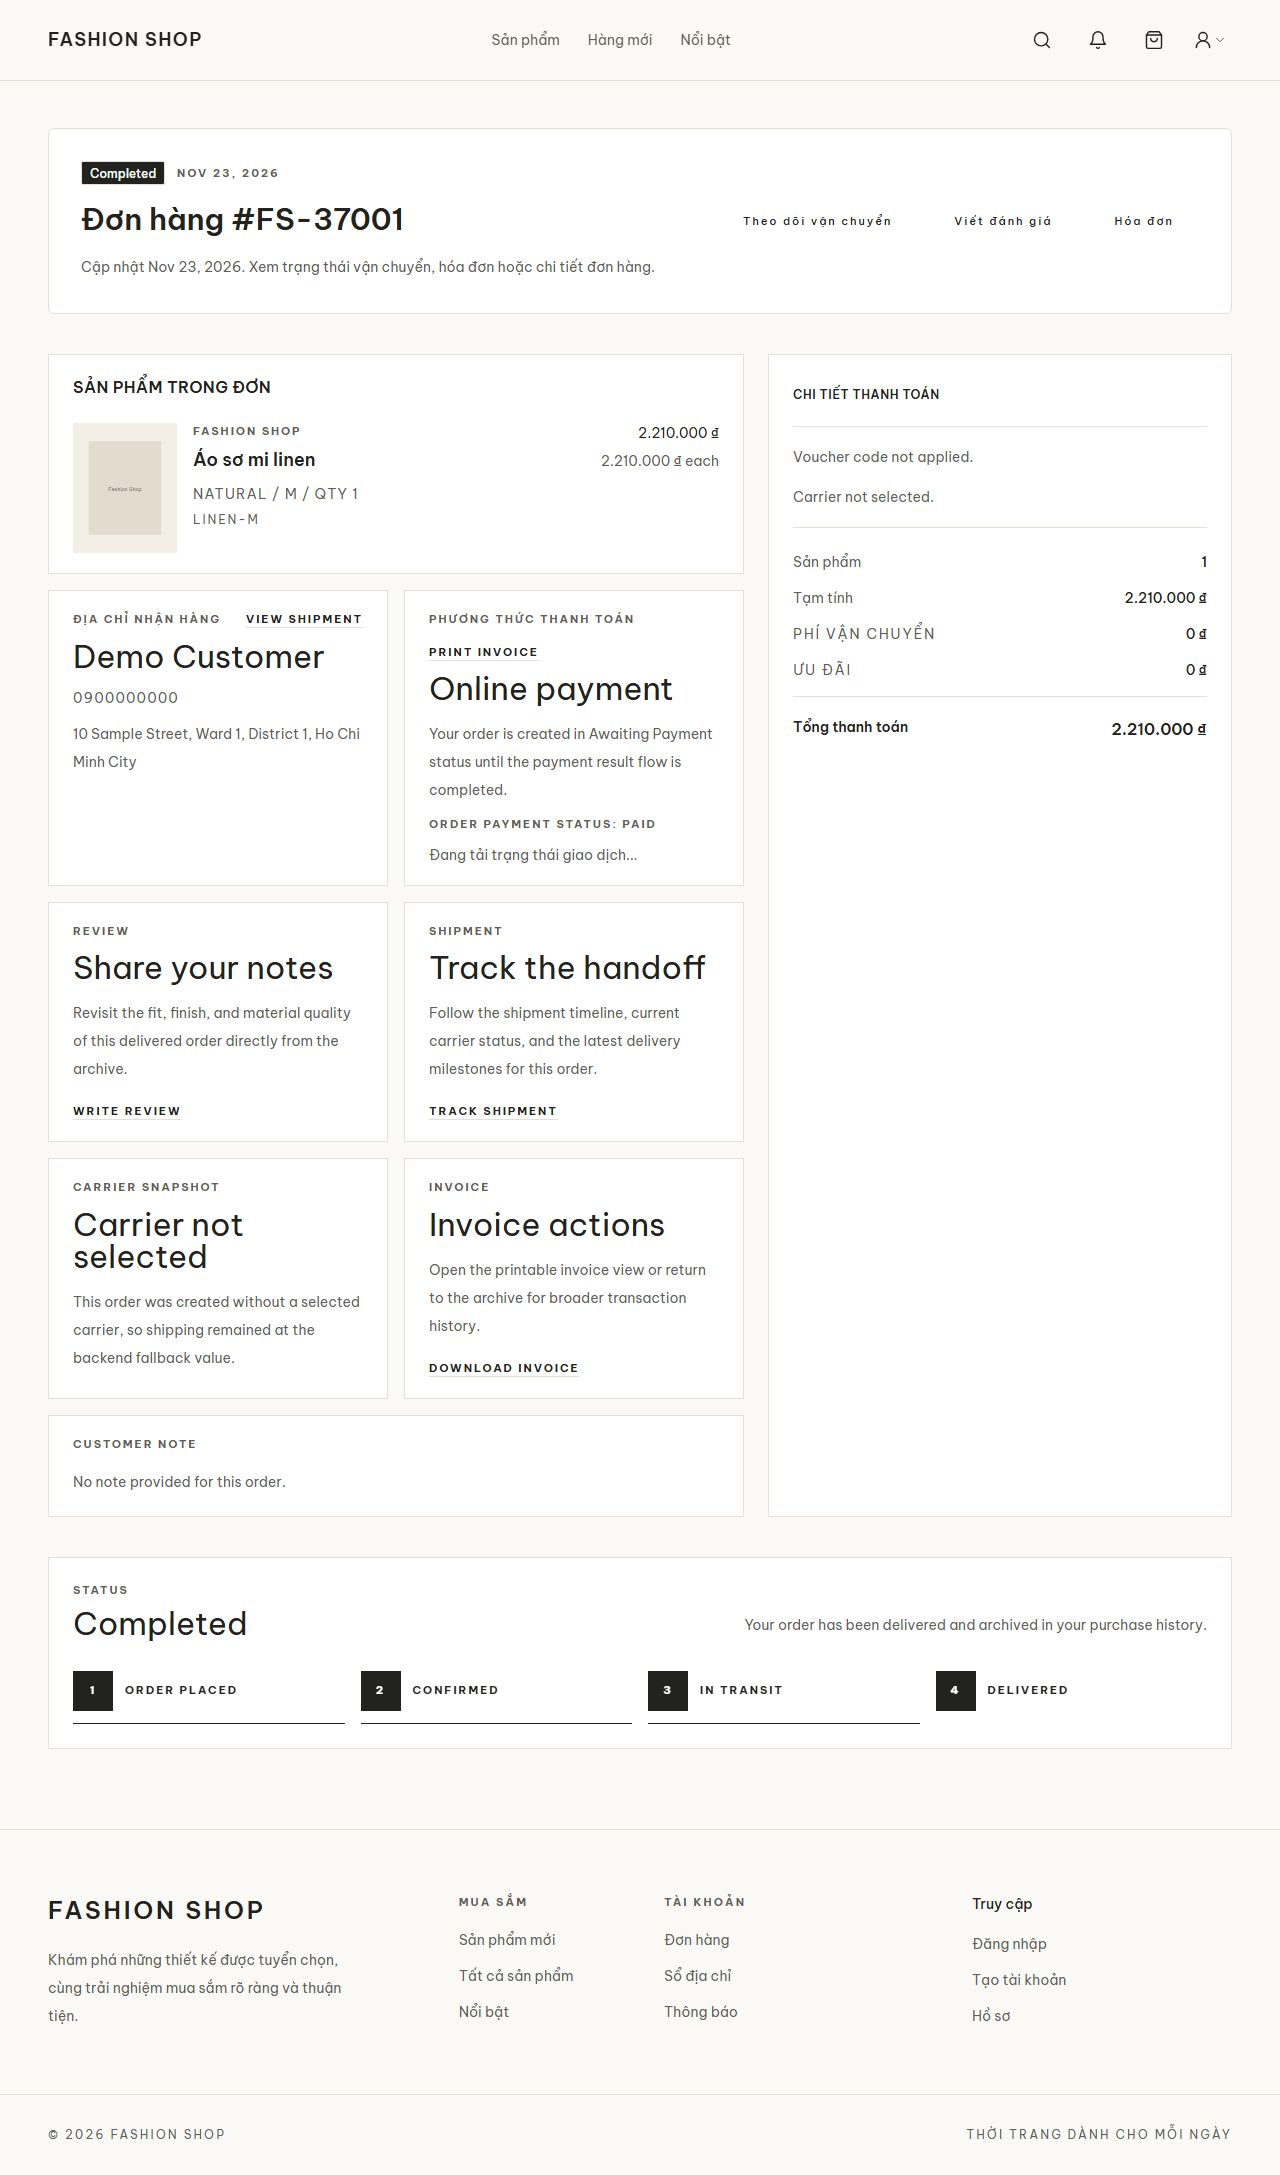 FASHION SHOP
Sản phẩm
Hàng mới
Nổi bật
Completed
NOV 23, 2026
Đơn hàng #FS-37001
Theo dõi vận chuyển
Viết đánh giá
Hóa đơn
Cập nhật Nov 23, 2026. Xem trạng thái vận chuyển, hóa đơn hoặc chi tiết đơn hàng.
SẢN PHẨM TRONG ĐƠN
Fashion Shop
FASHION SHOP
Áo sơ mi linen
NATURAL / M / QTY 1
LINEN-M
2.210.000 ₫
2.210.000 ₫ each
ĐỊA CHỈ NHẬN HÀNG
VIEW SHIPMENT
Demo Customer
0900000000
10 Sample Street, Ward 1, District 1, Ho Chi
Minh City
PHƯƠNG THỨC THANH TOÁN
PRINT INVOICE
Online payment
Your order is created in Awaiting Payment
status until the payment result flow is
completed.
ORDER PAYMENT STATUS: PAID
Đang tải trạng thái giao dịch...
REVIEW
Share your notes
Revisit the fit, finish, and material quality
of this delivered order directly from the
archive.
WRITE REVIEW
SHIPMENT
Track the handoff
Follow the shipment timeline, current
carrier status, and the latest delivery
milestones for this order.
TRACK SHIPMENT
CARRIER SNAPSHOT
Carrier not
selected
This order was created without a selected
carrier, so shipping remained at the
backend fallback value.
INVOICE
Invoice actions
Open the printable invoice view or return
to the archive for broader transaction
history.
DOWNLOAD INVOICE
CUSTOMER NOTE
No note provided for this order.
CHI TIẾT THANH TOÁN
Voucher code not applied.
Carrier not selected.
Sản phẩm 1
Tạm tính 2.210.000 ₫
PHÍ VẬN CHUYỂN 0 ₫
ƯU ĐÃI 0 ₫
Tổng thanh toán 2.210.000 ₫
STATUS
Completed
Your order has been delivered and archived in your purchase history.
1 ORDER PLACED
2 CONFIRMED
3 IN TRANSIT
4 DELIVERED
FASHION SHOP
Khám phá những thiết kế được tuyển chọn,
cùng trải nghiệm mua sắm rõ ràng và thuận
tiện.
MUA SẮM
Sản phẩm mới
Tất cả sản phẩm
Nổi bật
TÀI KHOẢN
Đơn hàng
Sổ địa chỉ
Thông báo
Truy cập
Đăng nhập
Tạo tài khoản
Hồ sơ
© 2026 FASHION SHOP
THỜI TRANG DÀNH CHO MỖI NGÀY